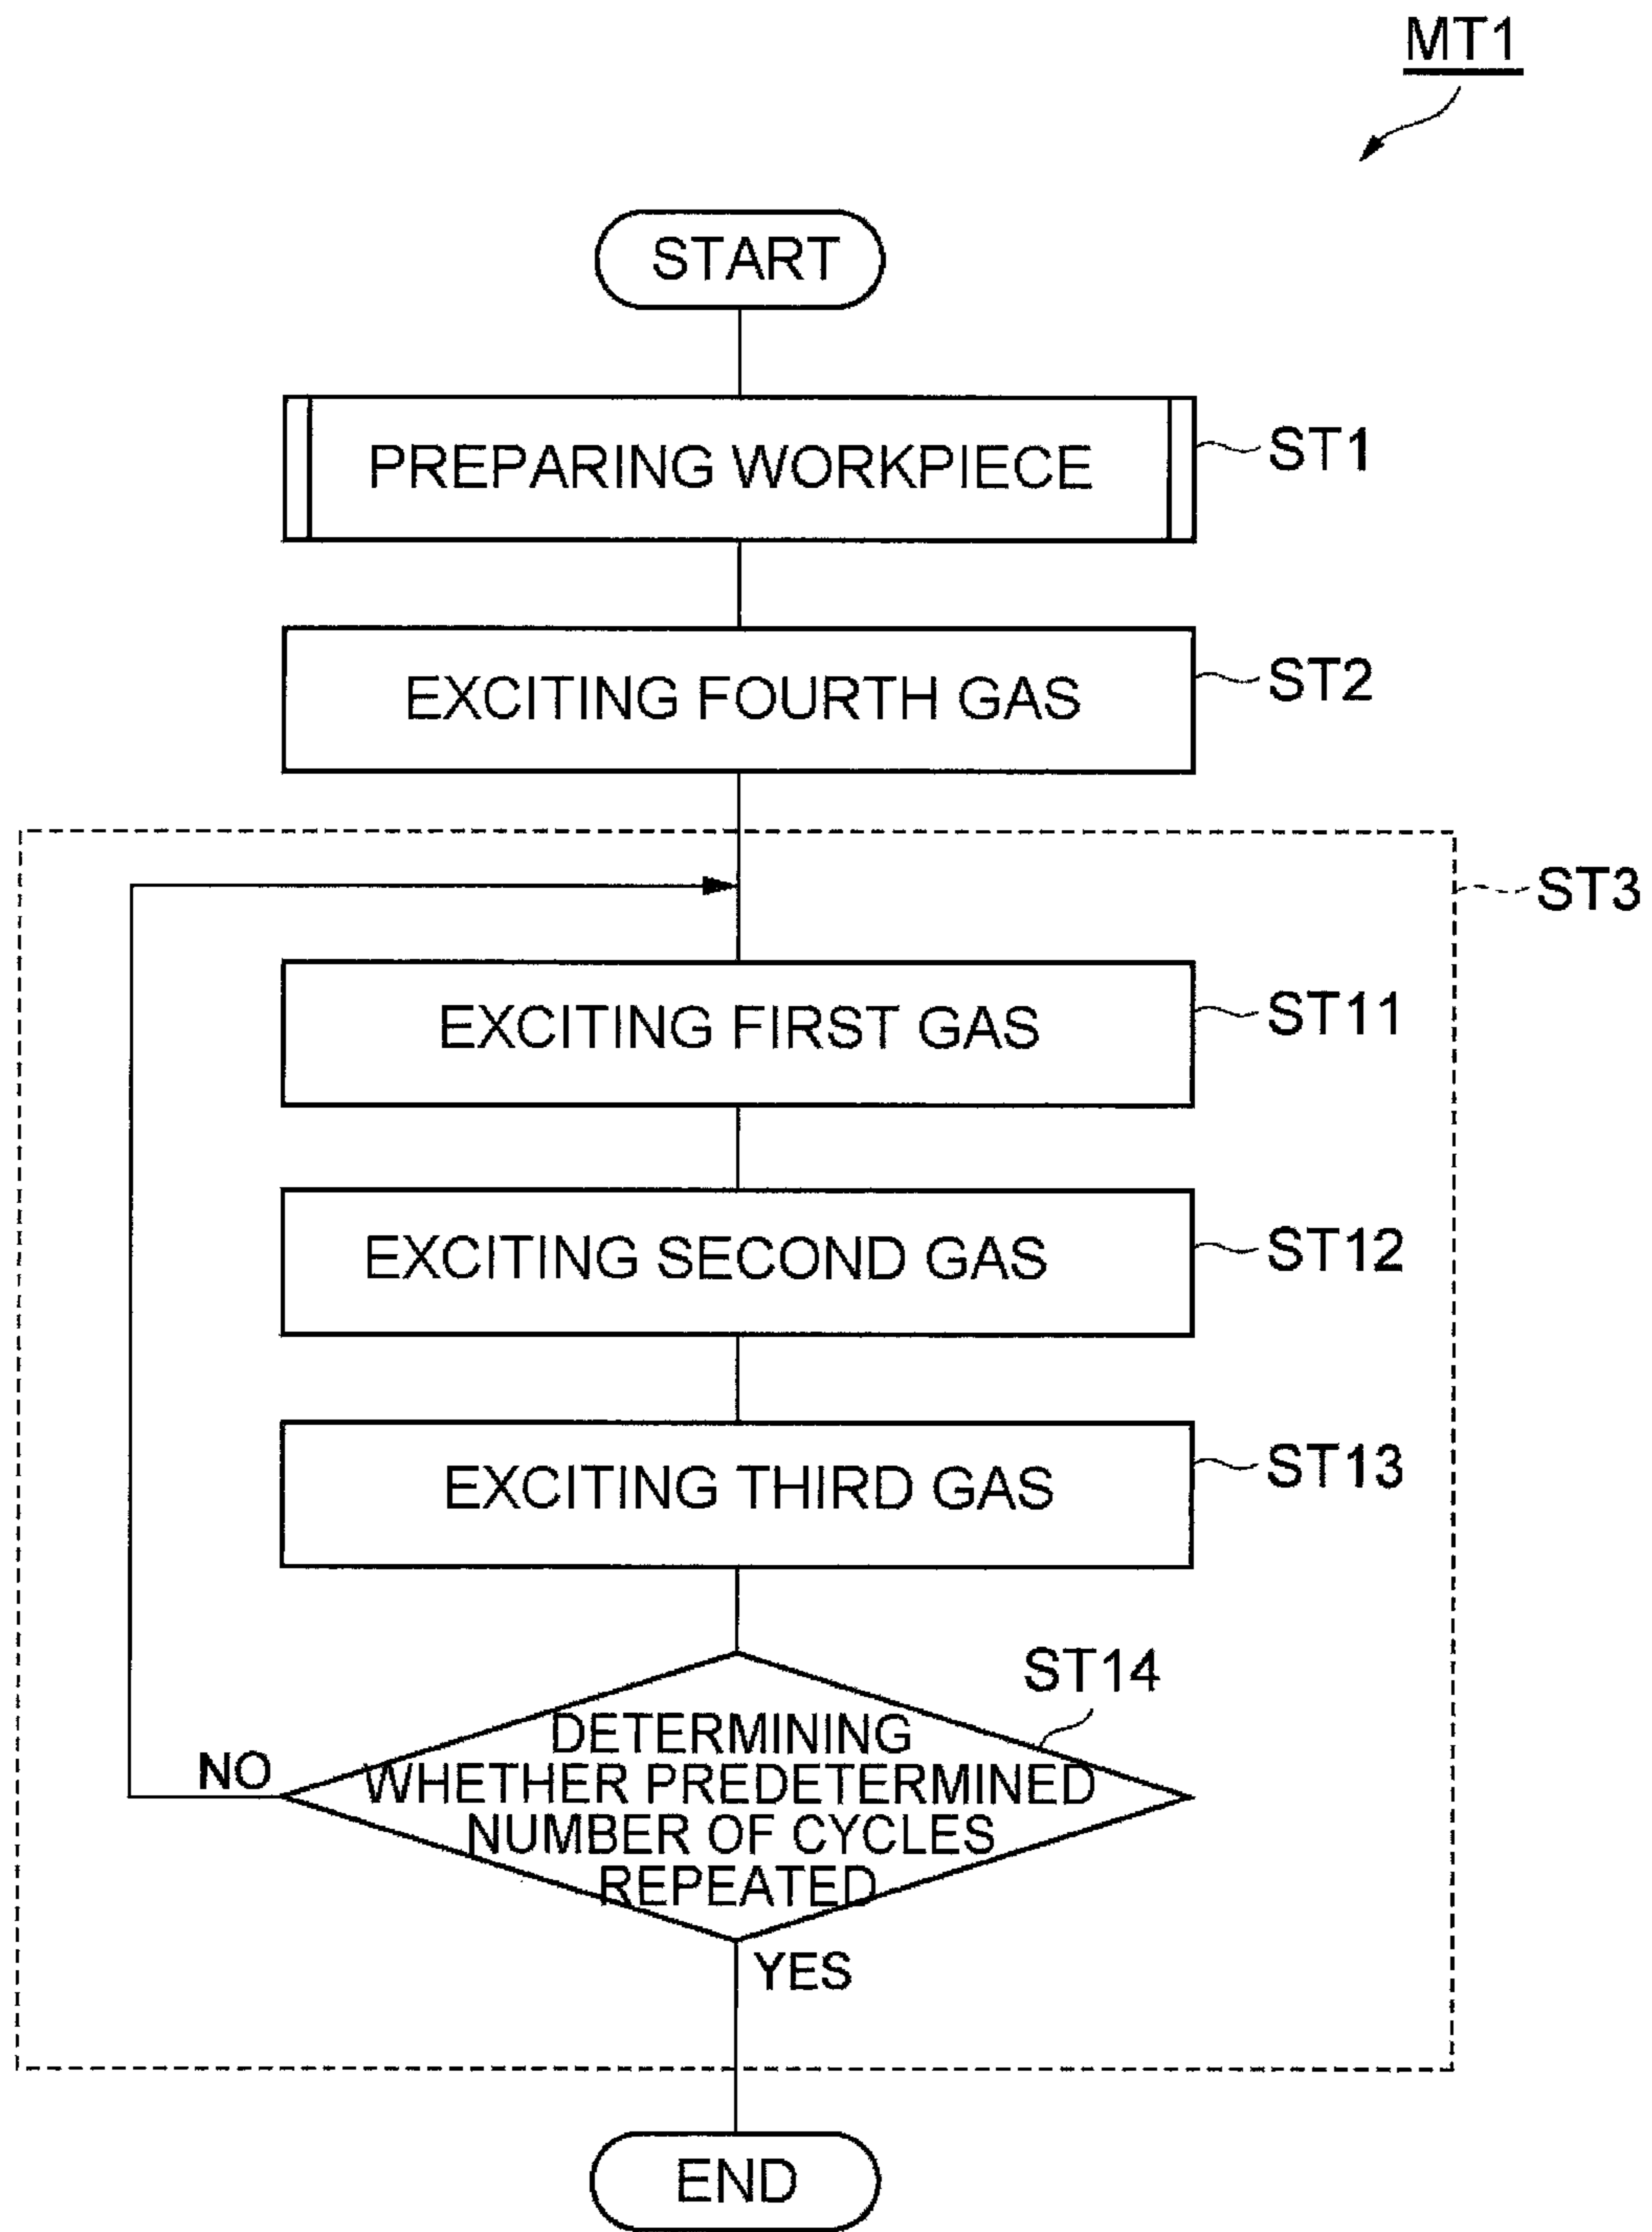 MT1
START
PREPARING WORKPIECE
ST1
EXCITING FOURTH GAS
ST2
ST3
EXCITING FIRST GAS
ST11
EXCITING SECOND GAS
ST12
EXCITING THIRD GAS
ST13
ST14
DETERMINING
WHETHER PREDETERMINED
NUMBER OF CYCLES
REPEATED
NO
YES
END